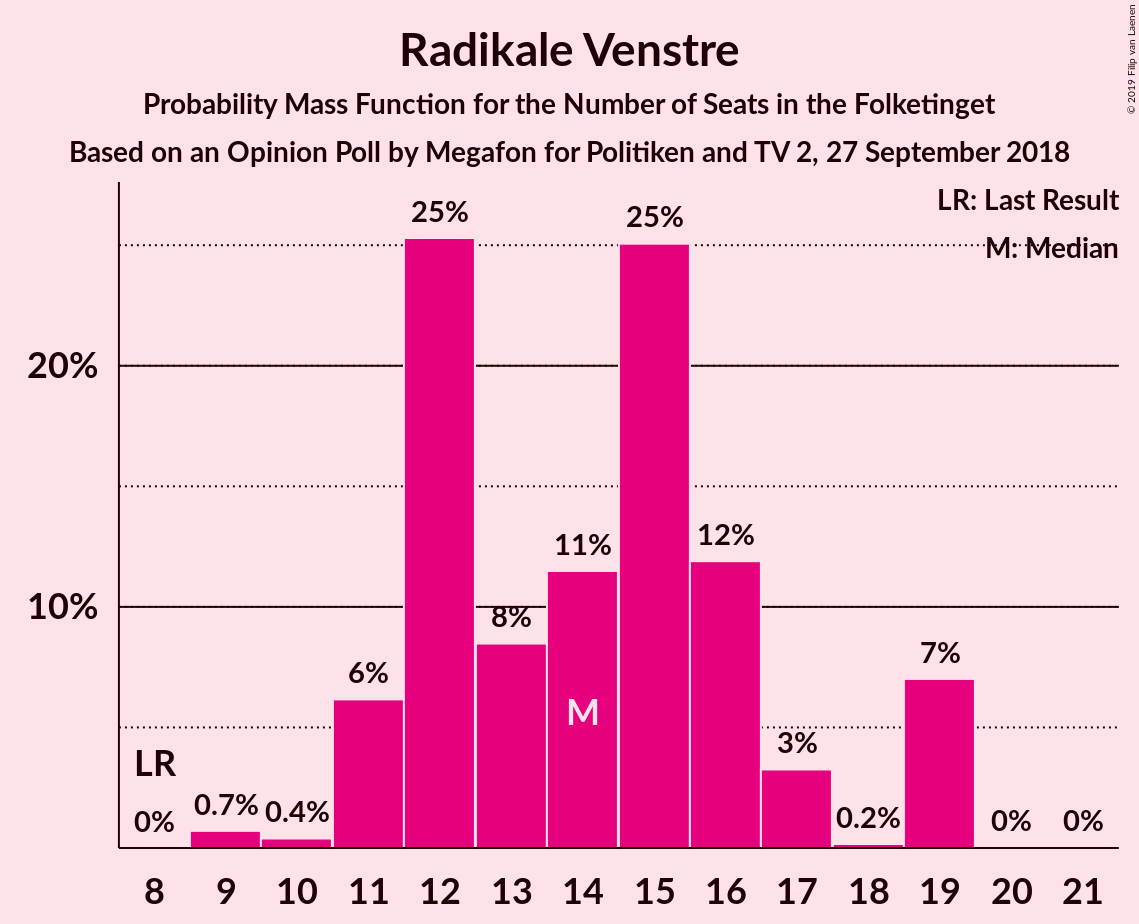 Radikale Venstre
Probability Mass Function for the Number of Seats in the Folketinget
Based on an Opinion Poll by Megafon for Politiken and TV 2, 27 September 2018
© 2019 Filip van Laenen
LR: Last Result
M: Median
20%
10%
25%
25%
12%
11%
8%
7%
6%
3%
M
LR
0%
0.7%
0.4%
0.2%
0%
0%
8 9 10 11 12 13 14 15 16 17 18 19 20 21